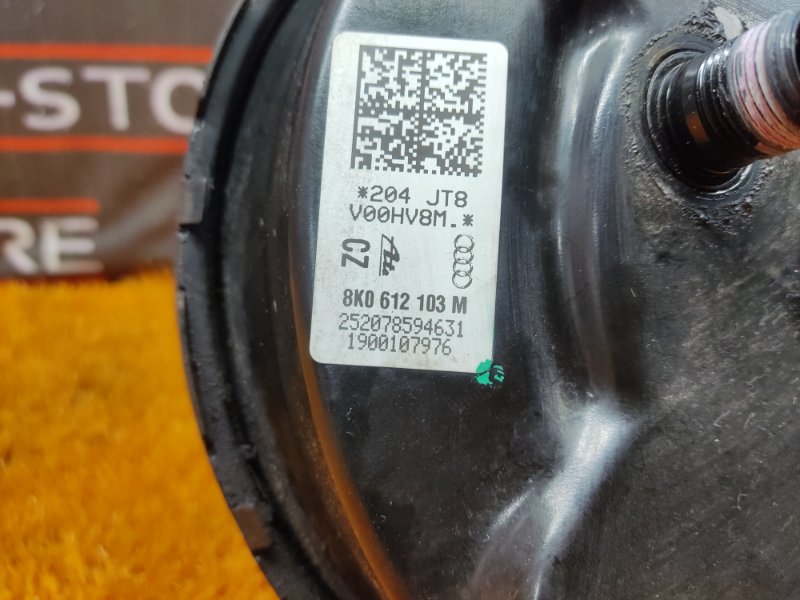 -STO
RE
*204 JT8
V00HV8M.*
CZ
8K0 612 103 M
252078594631
1900107976